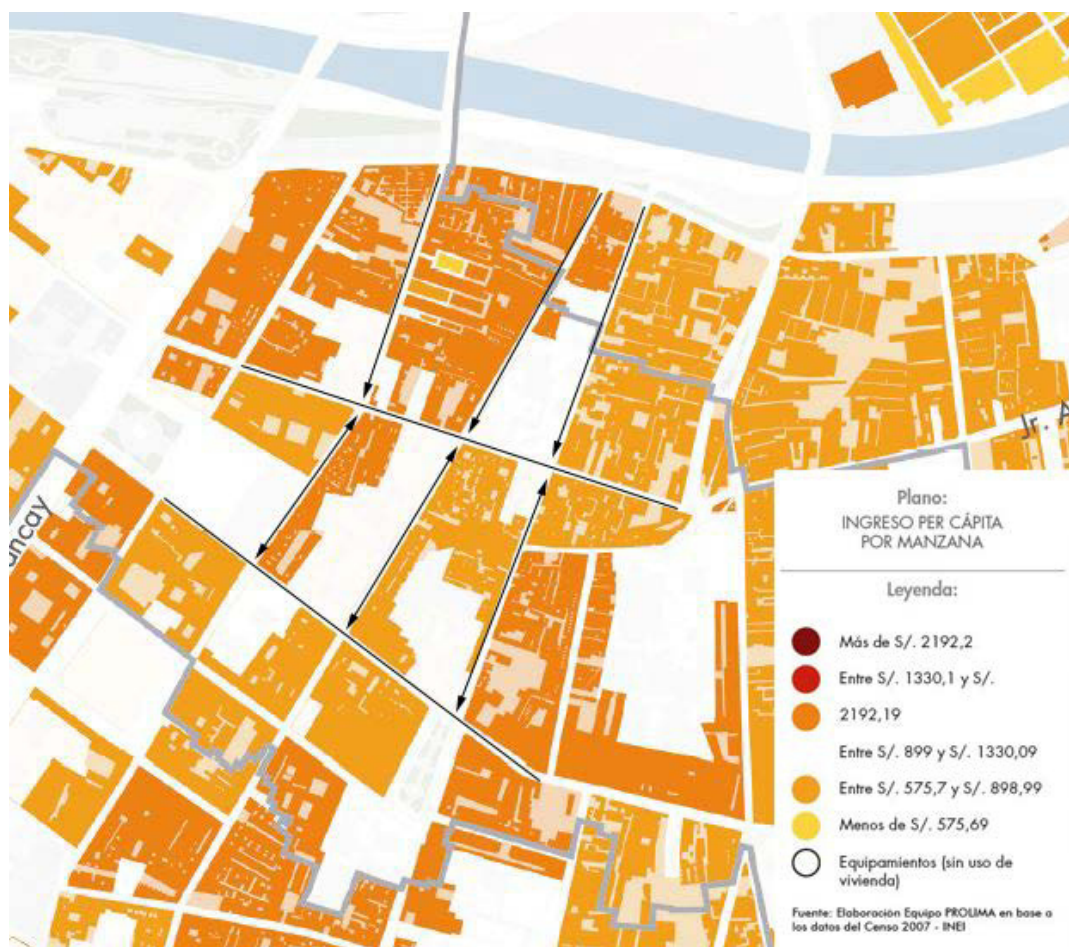 Jr. A
uncay
Plano:
INGRESO PER CÁPITA
POR MANZANA
Leyenda:
Más de S/. 2192,2
Entre S/. 1330,1 y S/.
2192,19
Entre S/. 899 y S/. 1330,09
Entre S/. 575,7 y S/. 898,99
Menos de S/. 575,69
Equipamientos (sin uso de
vivienda)
Fuente: Elaboración Equipo PROLIMA en base a
los datos del Censo 2007 - INEI